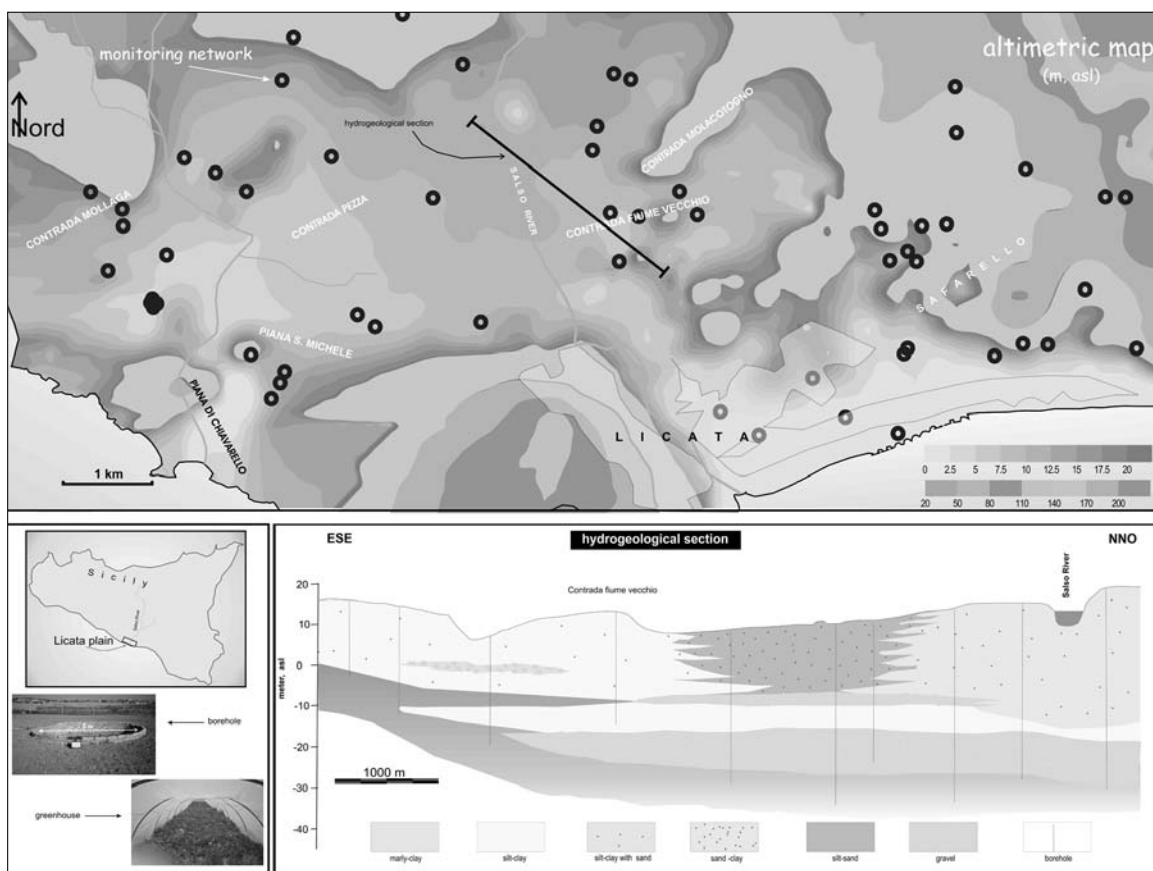 altimetric map
(m, asl)
monitoring network
Nord
hydrogeological section
CONTRADA MOLACOTOGNO
SALSO RIVER
CONTRADA MOLLAGA
CONTRADA PEZZA
CONTRADA FIUME VECCHIO
SAFARELLO
PIANA S. MICHELE
PIANA DI CHIAVARELLO
LICATA
1 km
0 2.5 5 7.5 10 12.5 15 17.5 20
20 50 80 110 140 170 200
Sicily
Licata plain
borehole
greenhouse
ESE
hydrogeological section
NNO
Contrada fiume vecchio
Salso River
meter, asl
20
10
0
-10
-20
-30
-40
1000 m
marly-clay
silt-clay
silt-clay with sand
sand -clay
silt-sand
gravel
borehole